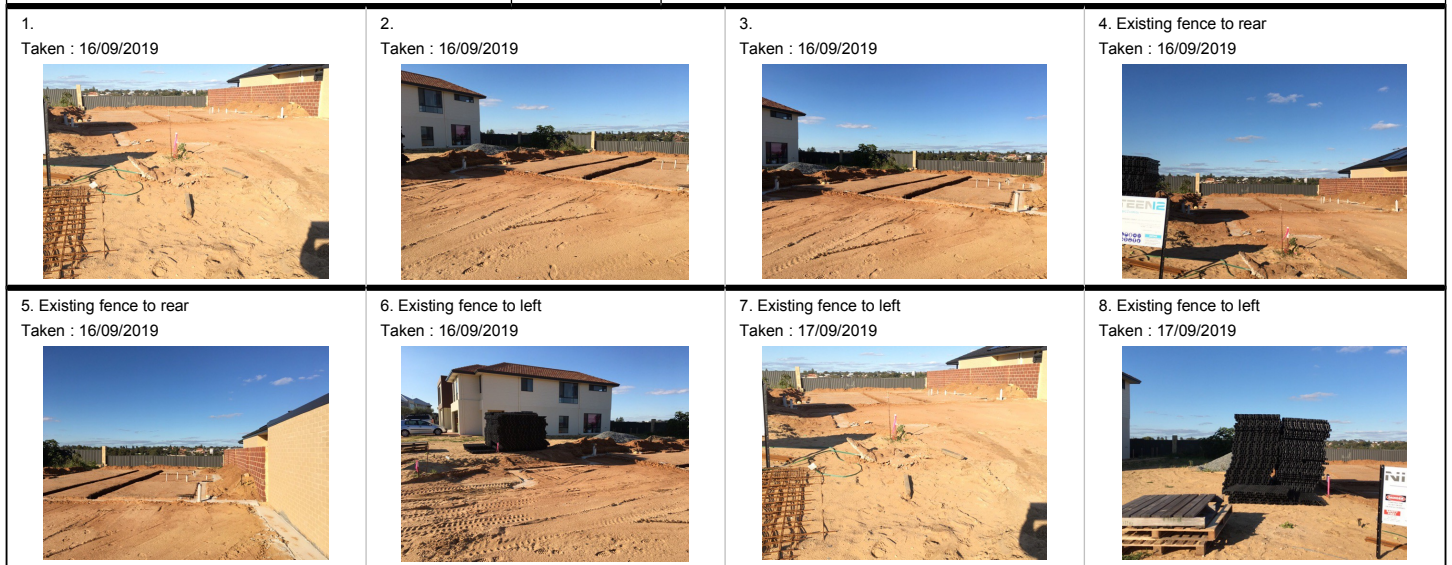 1.
Taken : 16/09/2019
2.
Taken : 16/09/2019
3.
Taken : 16/09/2019
4. Existing fence to rear
Taken : 16/09/2019
TEENE
5. Existing fence to rear
Taken : 16/09/2019
6. Existing fence to left
Taken : 16/09/2019
7. Existing fence to left
Taken : 17/09/2019
8. Existing fence to left
Taken : 17/09/2019